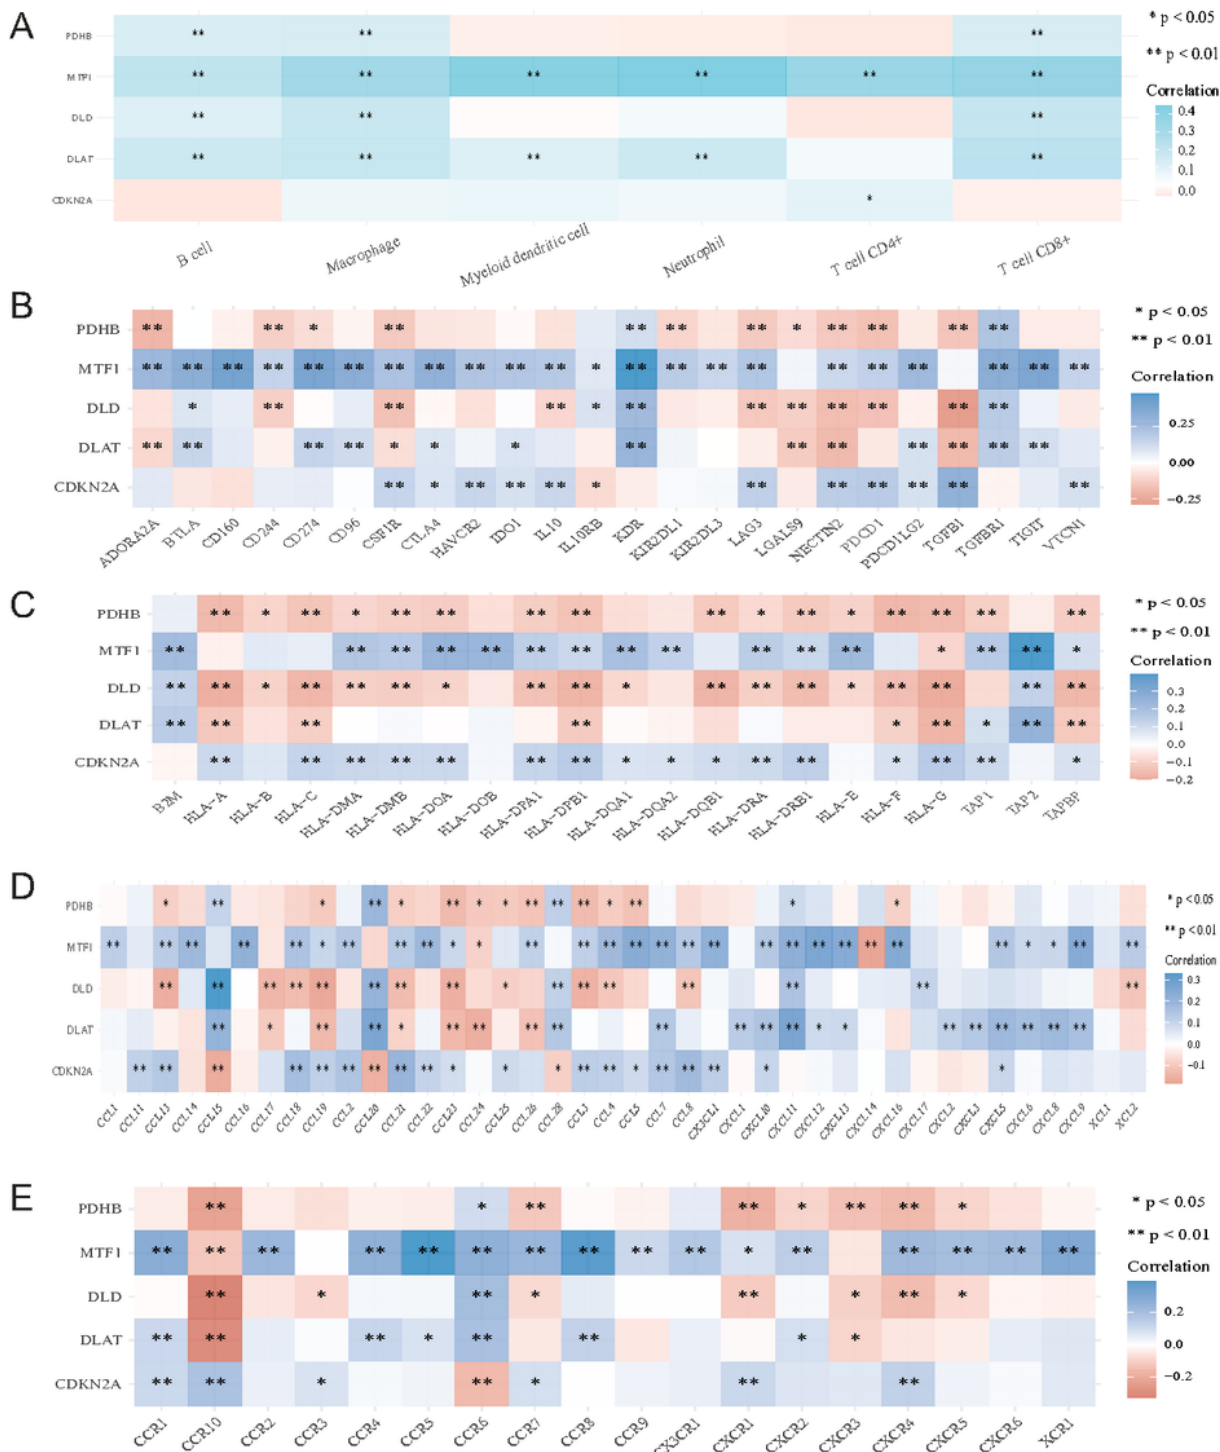 A
PDHB ** ** **
MTF1 ** ** ** ** ** **
DLD ** ** **
DLAT ** ** ** ** **
CDKN2A *
B cell Macrophage Myeloid dendritic cell Neutrophil T cell CD4+ T cell CD8+
* p < 0.05
** p < 0.01
Correlation
0.4
0.3
0.2
0.1
0.0
B
PDHB ** ** * ** ** ** ** * ** ** ** **
MTF1 ** ** ** ** ** ** ** ** ** ** ** * ** ** ** ** ** ** ** ** ** **
DLD * ** ** ** * ** ** ** ** ** ** **
DLAT ** ** ** ** * * * ** ** ** ** ** ** **
CDKN2A ** * ** ** ** * ** ** ** ** ** **
ADORA2A BTLA CD160 CD244 CD274 CD96 CSF1R CTLA4 HAVCR2 IDO1 IL10 IL10RB KDR KIR2DL1 KIR2DL3 LAG3 LGALS9 NECTIN2 PDCD1 PDCD1LG2 TGFB1 TGFBR1 TIGIT VTCN1
* p < 0.05
** p < 0.01
Correlation
0.25
0.00
−0.25
C
PDHB ** * ** * ** ** ** ** ** * ** * ** ** ** **
MTF1 ** ** ** ** ** ** ** ** ** ** ** ** * ** ** *
DLD ** ** * ** ** ** * ** ** * ** ** ** * ** ** ** **
DLAT ** ** ** ** * ** * ** **
CDKN2A ** ** ** ** ** ** ** * * * ** ** * ** ** *
B2M HLA−A HLA−B HLA−C HLA−DMA HLA−DMB HLA−DOA HLA−DOB HLA−DPA1 HLA−DPB1 HLA−DQA1 HLA−DQA2 HLA−DQB1 HLA−DRA HLA−DRB1 HLA−E HLA−F HLA−G TAP1 TAP2 TAPBP
* p < 0.05
** p < 0.01
Correlation
0.3
0.2
0.1
0.0
−0.1
−0.2
D
PDHB * ** * ** * ** * * ** ** ** * ** * *
MTF1 ** ** ** ** ** * ** ** ** * * ** ** ** ** ** ** ** ** ** ** ** ** ** ** * * ** **
DLD ** ** ** ** ** ** ** ** * ** ** ** ** ** ** **
DLAT ** * ** ** * ** ** ** ** ** ** ** ** * * ** ** ** ** ** **
CDKN2A ** ** ** ** ** ** ** ** ** * * * ** ** * ** ** ** * *
CCL1 CCL11 CCL13 CCL14 CCL15 CCL16 CCL17 CCL18 CCL19 CCL2 CCL20 CCL21 CCL22 CCL23 CCL24 CCL25 CCL26 CCL28 CCL3 CCL4 CCL5 CCL7 CCL8 CX3CL1 CXCL1 CXCL10 CXCL11 CXCL12 CXCL13 CXCL14 CXCL16 CXCL17 CXCL2 CXCL3 CXCL5 CXCL6 CXCL8 CXCL9 XCL1 XCL2
* p < 0.05
** p < 0.01
Correlation
0.3
0.2
0.1
0.0
−0.1
E
PDHB ** * ** ** * ** ** *
MTF1 ** ** ** ** ** ** ** ** ** ** * ** ** ** ** **
DLD ** * ** * ** * ** *
DLAT ** ** ** * ** ** * *
CDKN2A ** ** * ** * ** **
CCR1 CCR10 CCR2 CCR3 CCR4 CCR5 CCR6 CCR7 CCR8 CCR9 CX3CR1 CXCR1 CXCR2 CXCR3 CXCR4 CXCR5 CXCR6 XCR1
* p < 0.05
** p < 0.01
Correlation
0.2
0.0
−0.2